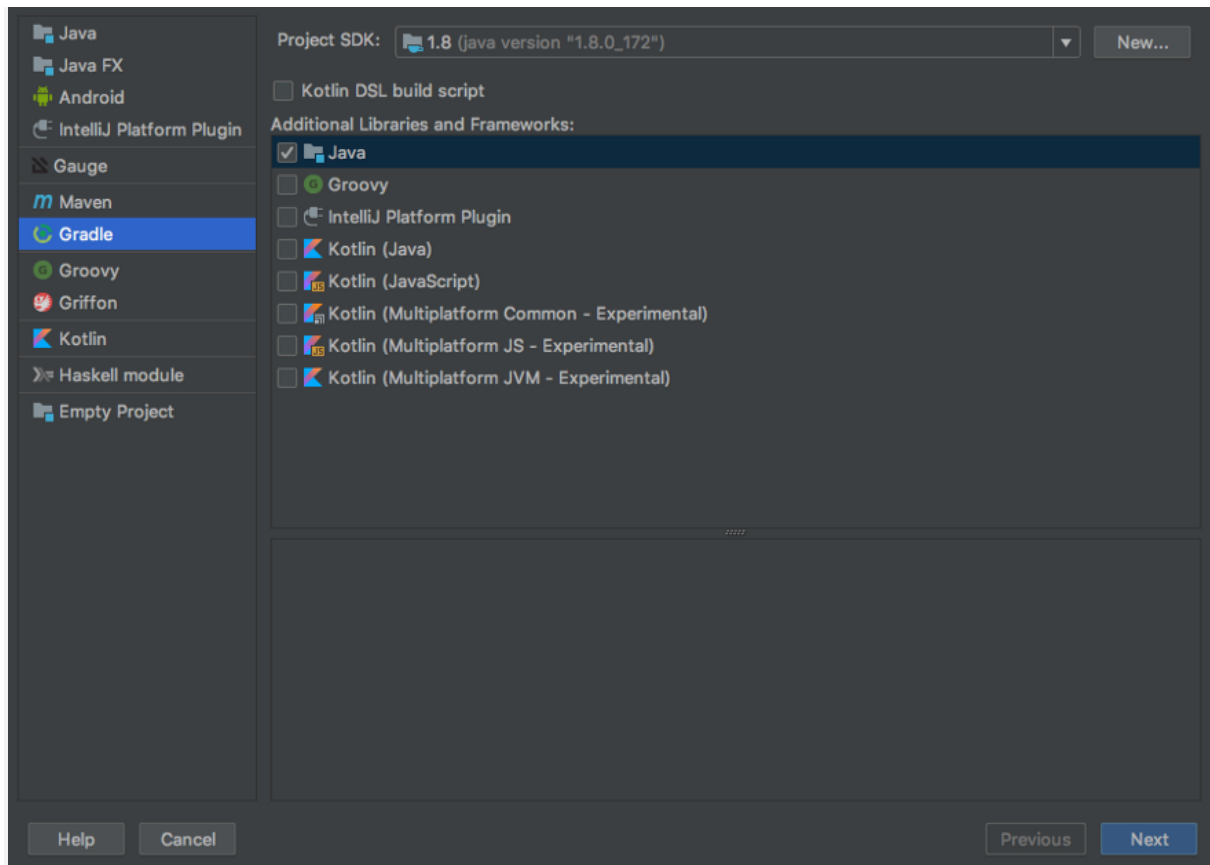 Java
Java FX
Android
IntelliJ Platform Plugin
Gauge
Maven
Gradle
Groovy
Griffon
Kotlin
Haskell module
Empty Project
Project SDK: 1.8 (java version "1.8.0_172") New...
Kotlin DSL build script
Additional Libraries and Frameworks:
Java
Groovy
IntelliJ Platform Plugin
Kotlin (Java)
Kotlin (JavaScript)
Kotlin (Multiplatform Common - Experimental)
Kotlin (Multiplatform JS - Experimental)
Kotlin (Multiplatform JVM - Experimental)
Help Cancel Previous Next